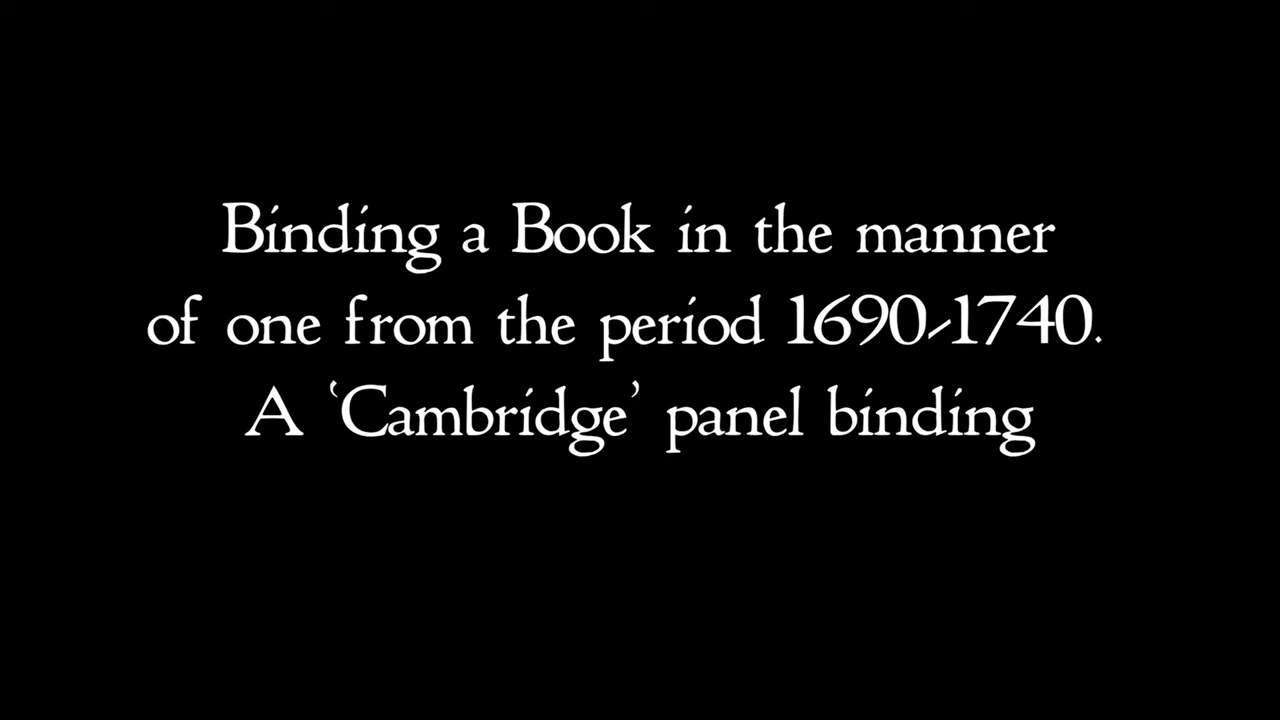 Binding a Book in the manner
of one from the period 1690-1740.
A ‘Cambridge’ panel binding